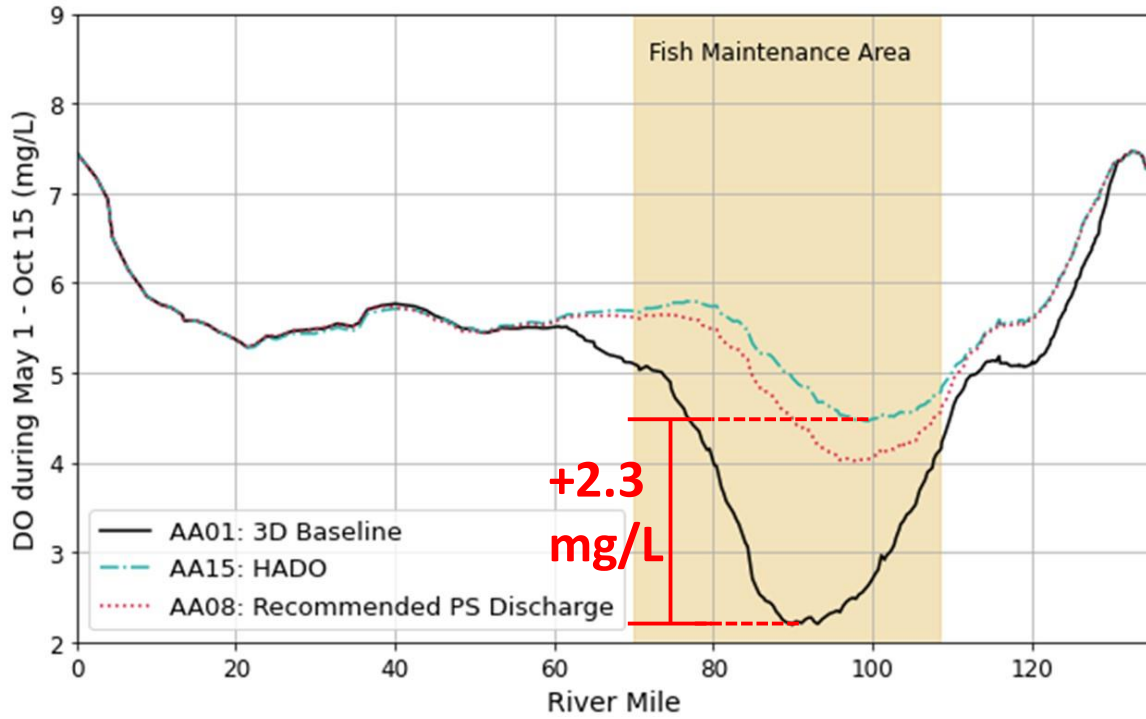 9
8
7
6
5
4
3
2
DO during May 1 - Oct 15 (mg/L)
Fish Maintenance Area
+2.3
mg/L
AA01: 3D Baseline
AA15: HADO
AA08: Recommended PS Discharge
0 20 40 60 80 100 120
River Mile